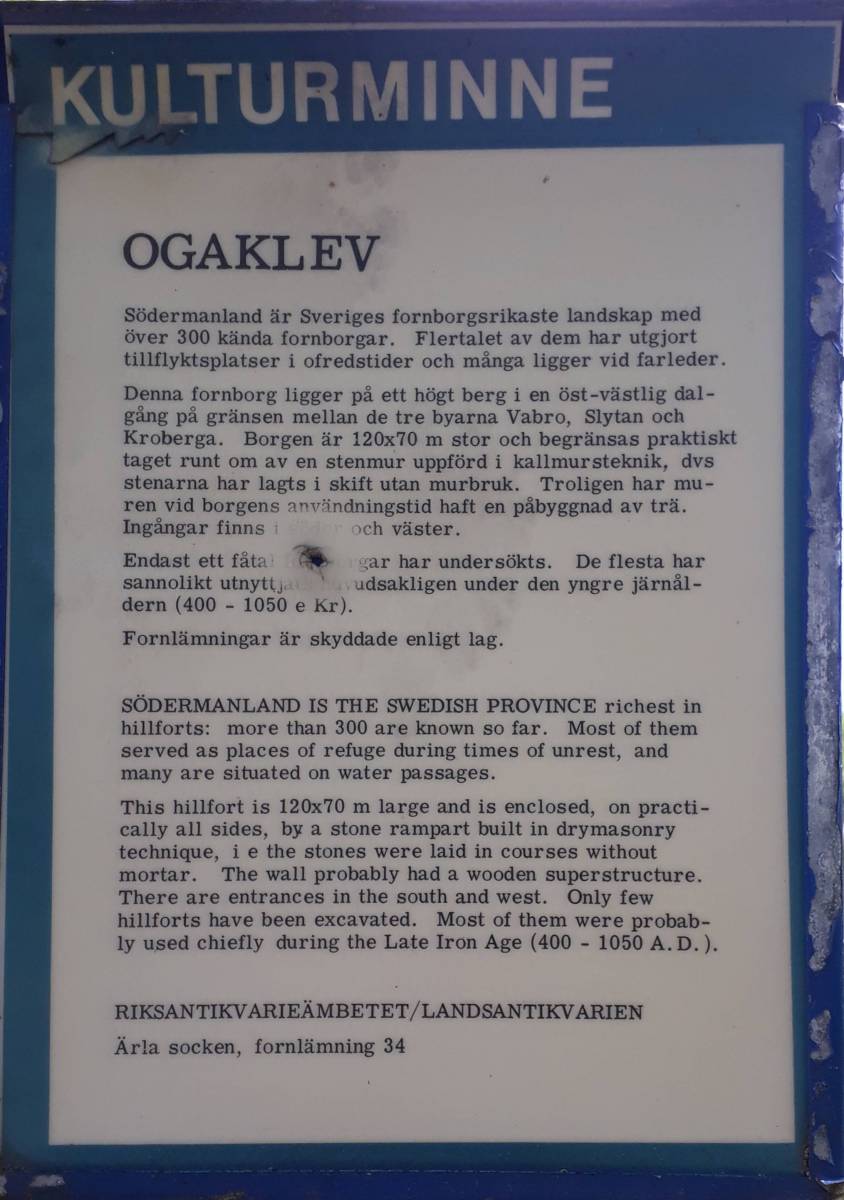 KULTURMINNE
OGAKLEV
Södermanland är Sveriges fornborgsrikaste landskap med
över 300 kända fornborgar. Flertalet av dem har utgjort
tillflyktsplatser i ofredstider och många ligger vid farleder.
Denna fornborg ligger på ett högt berg i en öst-västlig dal-
gång på gränsen mellan de tre byarna Vabro, Slytan och
Kroberga. Borgen är 120x70 m stor och begränsas praktiskt
taget runt om av en stenmur uppförd i kallmursteknik, dvs
stenarna har lagts i skift utan murbruk. Troligen har mu-
ren vid borgens användningstid haft en påbyggnad av trä.
Ingångar finns i söder och väster.
Endast ett fåtal har undersökts. De flesta har
sannolikt utnyttjats huvudsakligen under den yngre järnål-
dern (400 - 1050 e Kr).
Fornlämningar är skyddade enligt lag.
SÖDERMANLAND IS THE SWEDISH PROVINCE richest in
hillforts: more than 300 are known so far. Most of them
served as places of refuge during times of unrest, and
many are situated on water passages.
This hillfort is 120x70 m large and is enclosed, on practi-
cally all sides, by a stone rampart built in drymasonry
technique, i e the stones were laid in courses without
mortar. The wall probably had a wooden superstructure.
There are entrances in the south and west. Only few
hillforts have been excavated. Most of them were probab-
ly used chiefly during the Late Iron Age (400 - 1050 A.D.).
RIKSANTIKVARIEÄMBETET/LANDSANTIKVARIEN
Ärla socken, fornlämning 34